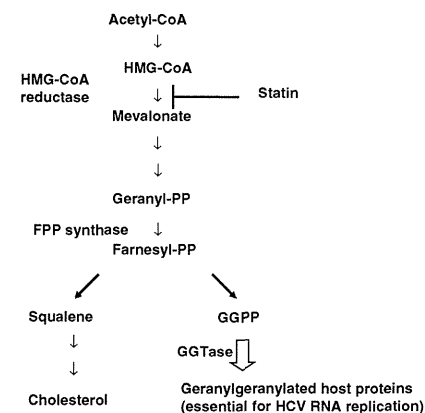 Acetyl-CoA
HMG-CoA
HMG-CoA
reductase
Statin
Mevalonate
Geranyl-PP
FPP synthase
Farnesyl-PP
Squalene
GGPP
GGTase
Cholesterol
Geranylgeranylated host proteins
(essential for HCV RNA replication)